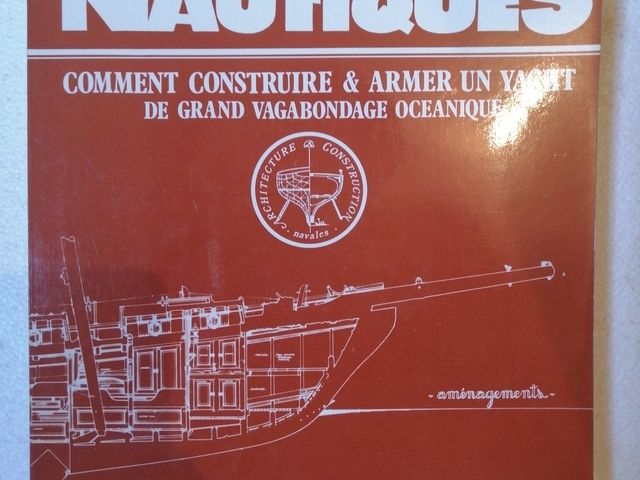 NAUTIQUES
COMMENT CONSTRUIRE & ARMER UN YACHT
DE GRAND VAGABONDAGE OCEANIQUE
ARCHITECTURE & CONSTRUCTION
· navales ·
- aménagements -